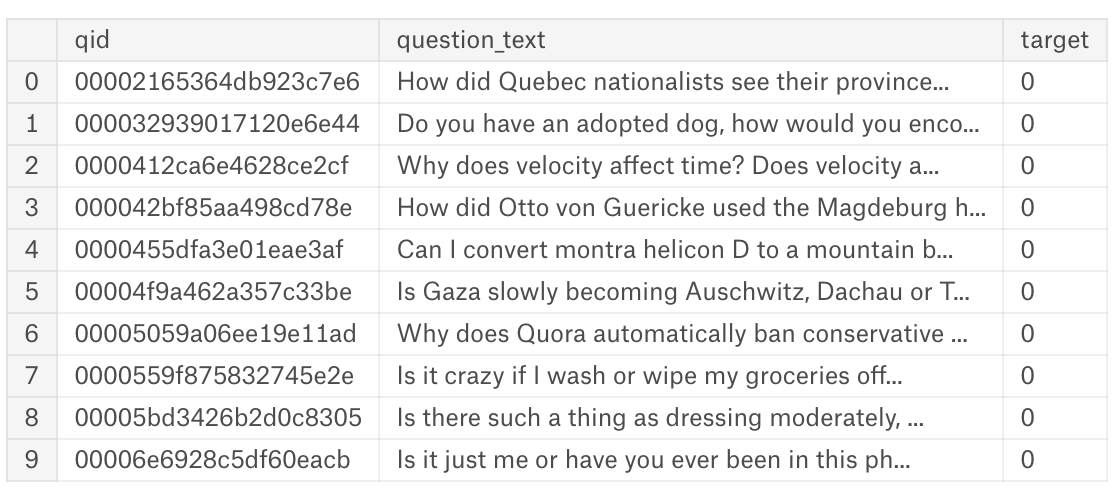 qid question_text target
0 00002165364db923c7e6 How did Quebec nationalists see their province... 0
1 000032939017120e6e44 Do you have an adopted dog, how would you enco... 0
2 0000412ca6e4628ce2cf Why does velocity affect time? Does velocity a... 0
3 000042bf85aa498cd78e How did Otto von Guericke used the Magdeburg h... 0
4 0000455dfa3e01eae3af Can I convert montra helicon D to a mountain b... 0
5 00004f9a462a357c33be Is Gaza slowly becoming Auschwitz, Dachau or T... 0
6 00005059a06ee19e11ad Why does Quora automatically ban conservative ... 0
7 0000559f875832745e2e Is it crazy if I wash or wipe my groceries off... 0
8 00005bd3426b2d0c8305 Is there such a thing as dressing moderately, ... 0
9 00006e6928c5df60eacb Is it just me or have you ever been in this ph... 0